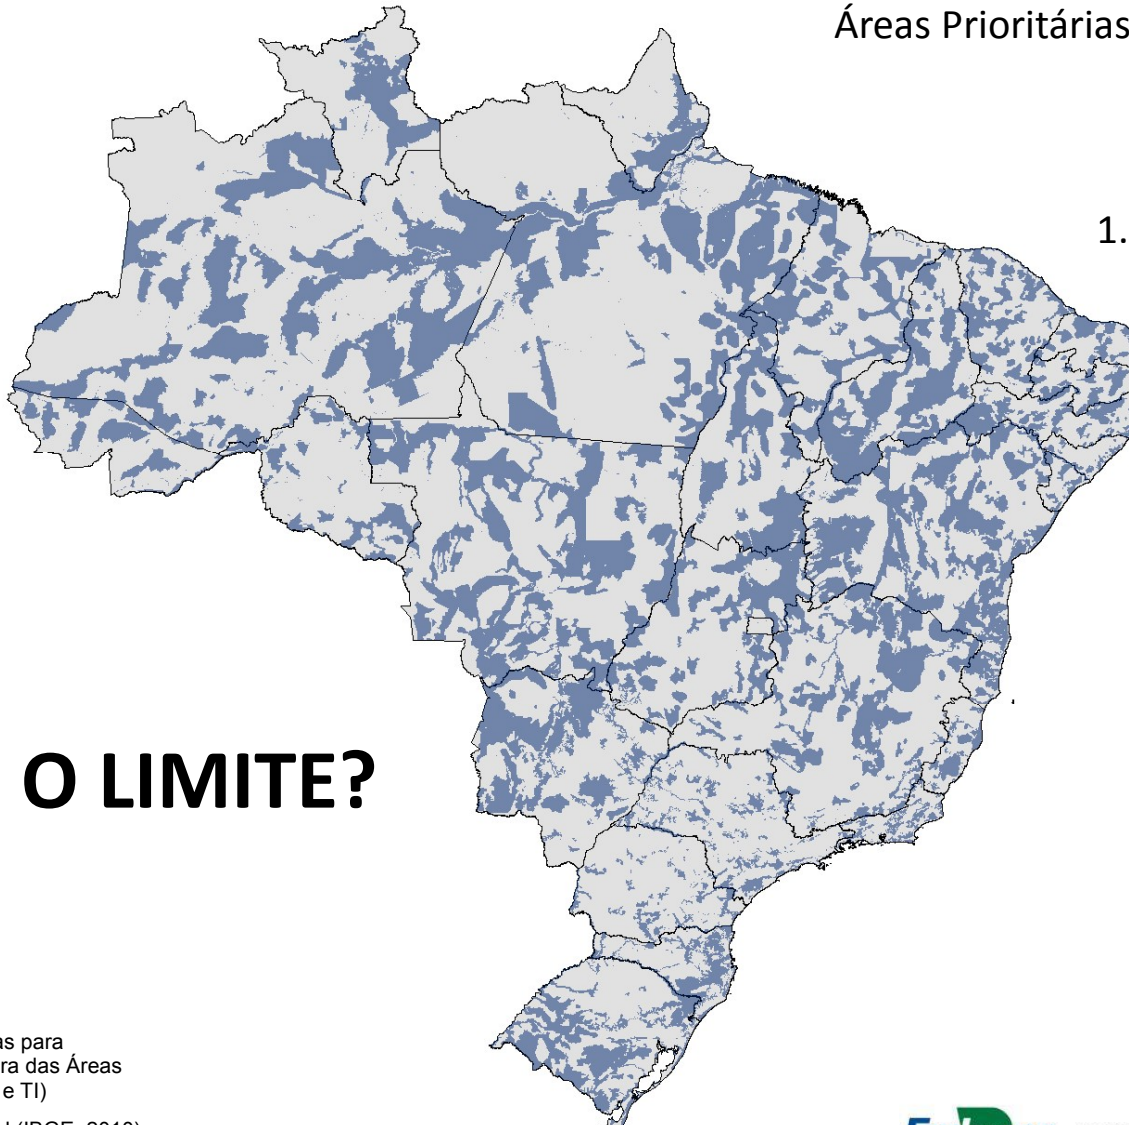 Áreas Prioritárias
1.
O LIMITE?
as para
ra das Áreas
e TI)